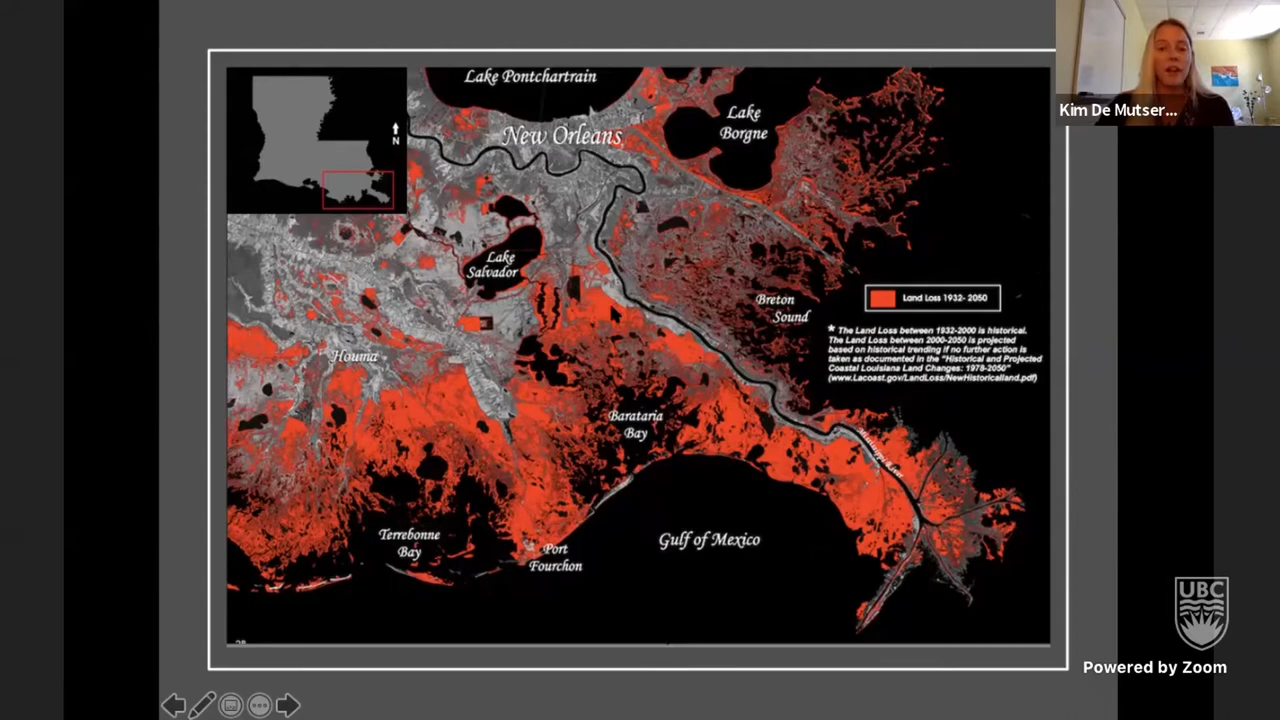 Lake Pontchartrain
New Orleans
Lake
Borgne
N
Lake
Salvador
Breton
Sound
Land Loss 1932- 2050
* The Land Loss between 1932-2000 is historical.
The Land Loss between 2000-2050 is projected
based on historical trending if no further action is
taken as documented in the "Historical and Projected
Coastal Louisiana Land Changes: 1978-2050"
(www.Lacoast.gov/LandLoss/NewHistoricalland.pdf)
Houma
Barataria
Bay
Mississippi River
Terrebonne
Bay
Port
Fourchon
Gulf of Mexico
Kim De Mutser...
UBC
Powered by Zoom